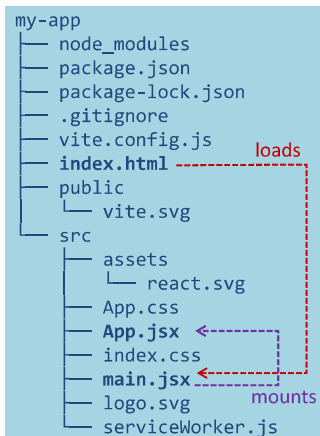 my-app
node_modules
package.json
package-lock.json
.gitignore
vite.config.js
index.html
loads
public
vite.svg
src
assets
react.svg
App.css
App.jsx
index.css
main.jsx
mounts
logo.svg
serviceWorker.js